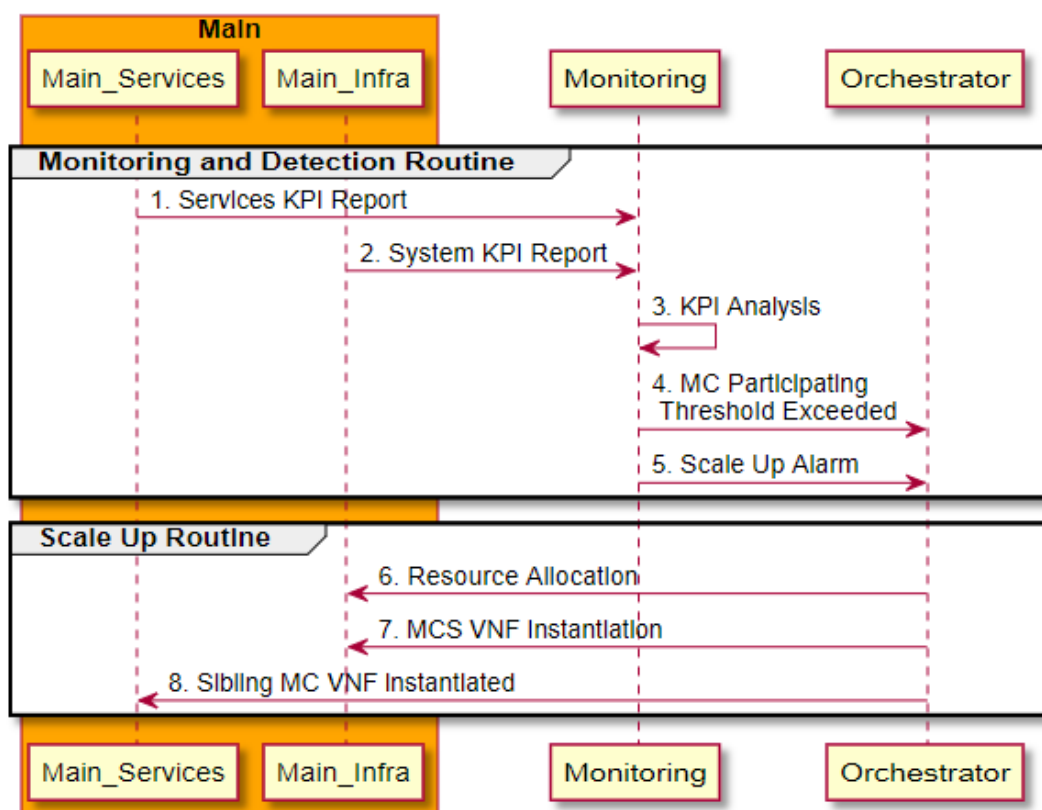 Main
Main_Services
Main_Infra
Monitoring
Orchestrator
Monitoring and Detection Routine
1. Services KPI Report
2. System KPI Report
3. KPI Analysis
4. MC Participating
Threshold Exceeded
5. Scale Up Alarm
Scale Up Routine
6. Resource Allocation
7. MCS VNF Instantiation
8. Sibling MC VNF Instantiated
Main_Services
Main_Infra
Monitoring
Orchestrator